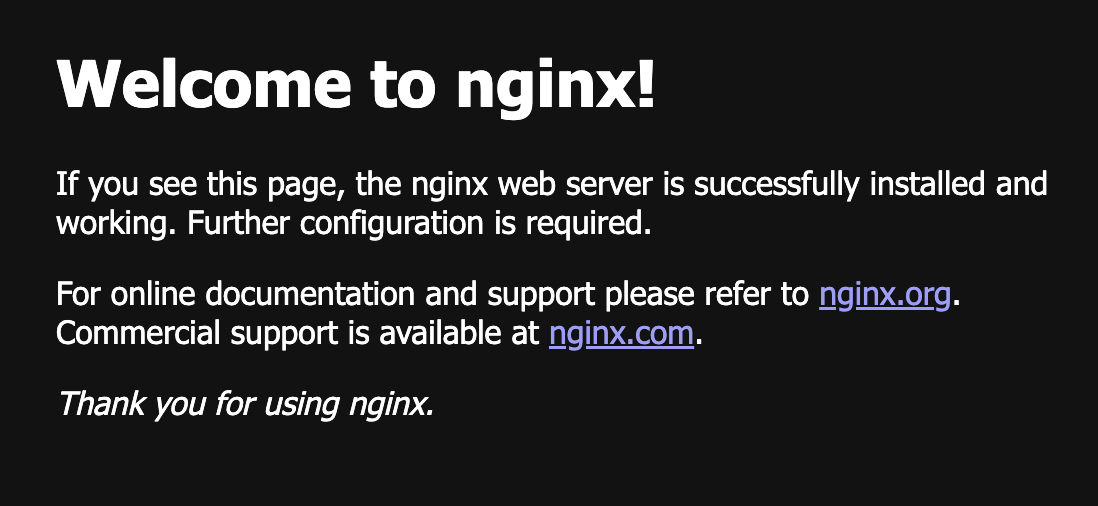 Welcome to nginx!
If you see this page, the nginx web server is successfully installed and
working. Further configuration is required.
For online documentation and support please refer to nginx.org.
Commercial support is available at nginx.com.
Thank you for using nginx.